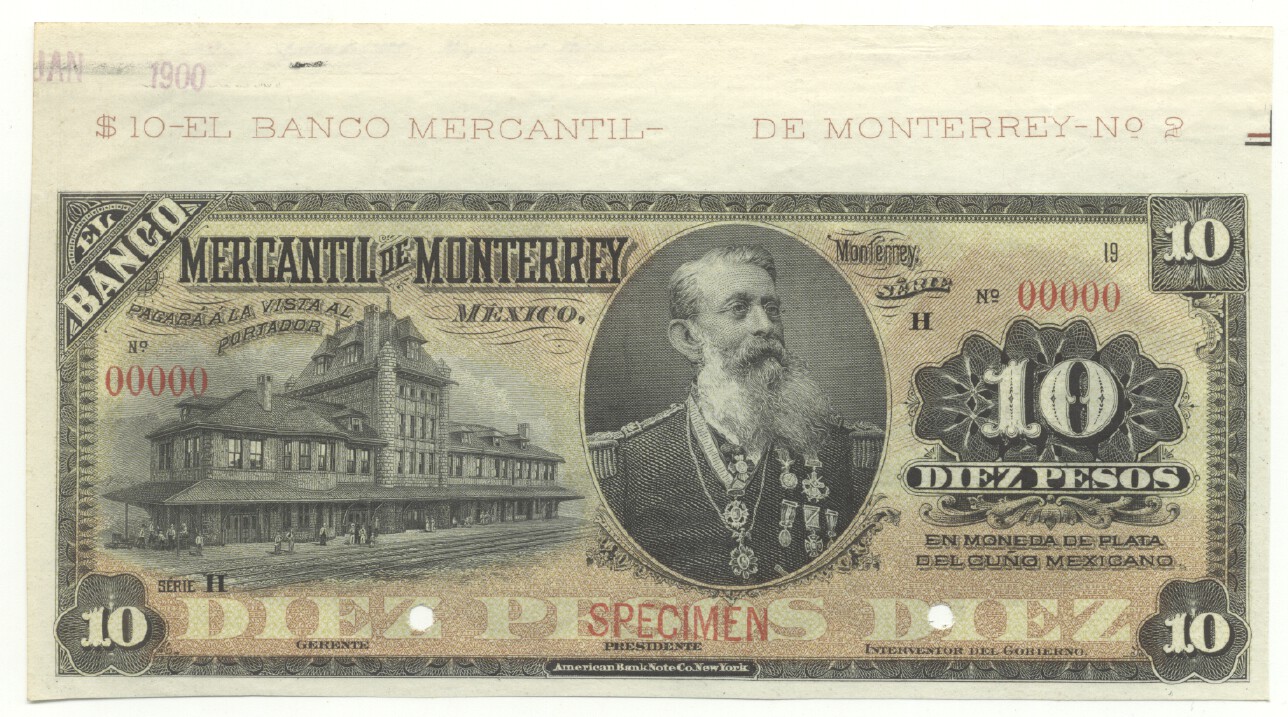 JAN 1900
$10-EL BANCO MERCANTIL- DE MONTERREY-Nº 2
EL
BANCO
MERCANTIL DE MONTERREY
PAGARÁ Á LA VISTA AL
PORTADOR
MÉXICO,
Nº
00000
Monterrey,
19
SÉRIE
H
Nº 00000
10
10
DIEZ PESOS
EN MONEDA DE PLATA
DEL CUÑO MEXICANO
SÉRIE H
10
DIEZ PESOS DIEZ
SPECIMEN
10
GERENTE
PRESIDENTE
INTERVENTOR DEL GOBIERNO.
American Bank Note Co. New York